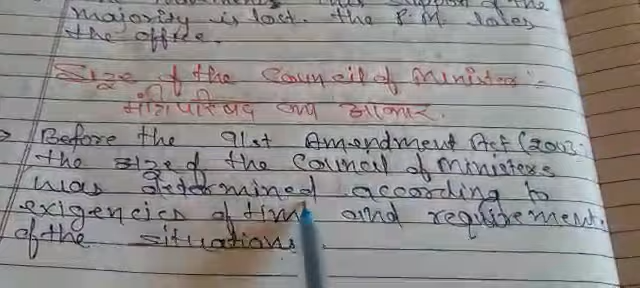 majority is lost. the P.M. loses
the office.
Size of the Council of Minister :-
मंत्रिपरिषद का आकार.
Before the 91st Amendment Act (2003
the size of the Council of ministers
was determined according to
exigencies of time and requirement.
of the situations.